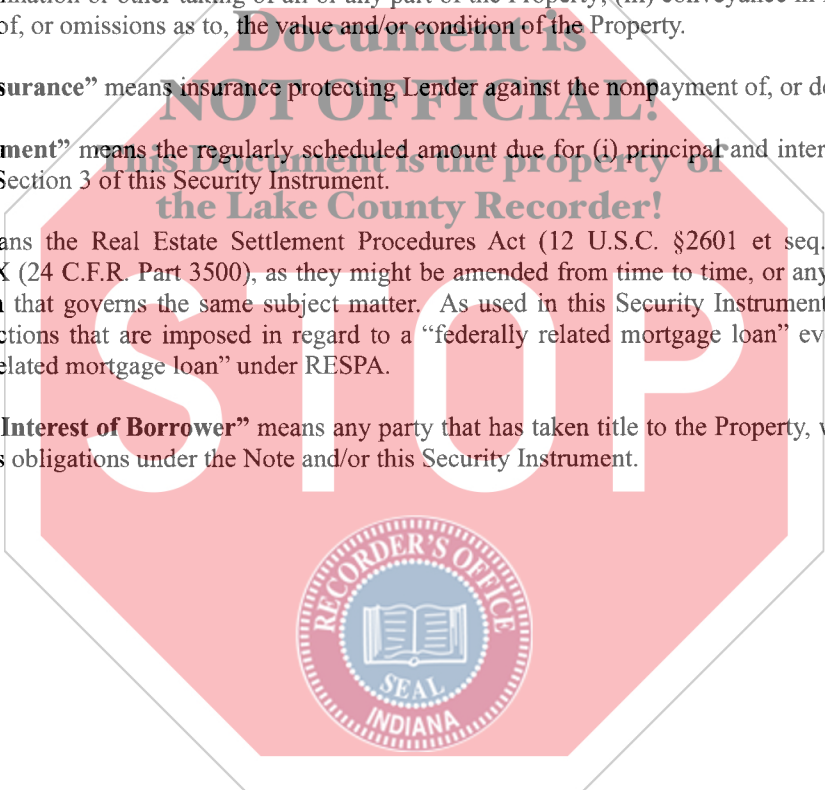 mination or other taking of all or any part of the Property; (iii) conveyance in
of, or omissions as to, the value and/or condition of the Property.
Document is
surance” means insurance protecting Lender against the nonpayment of, or de
NOT OFFICIAL!
ment” means the regularly scheduled amount due for (i) principal and inter
This Document is the property of
Section 3 of this Security Instrument.
the Lake County Recorder!
ans the Real Estate Settlement Procedures Act (12 U.S.C. §2601 et seq.
X (24 C.F.R. Part 3500), as they might be amended from time to time, or any
that governs the same subject matter. As used in this Security Instrument
ctions that are imposed in regard to a “federally related mortgage loan” ev
elated mortgage loan” under RESPA.
STOP
Interest of Borrower” means any party that has taken title to the Property,
s obligations under the Note and/or this Security Instrument.
RECORDER'S OFFICE
SEAL
INDIANA